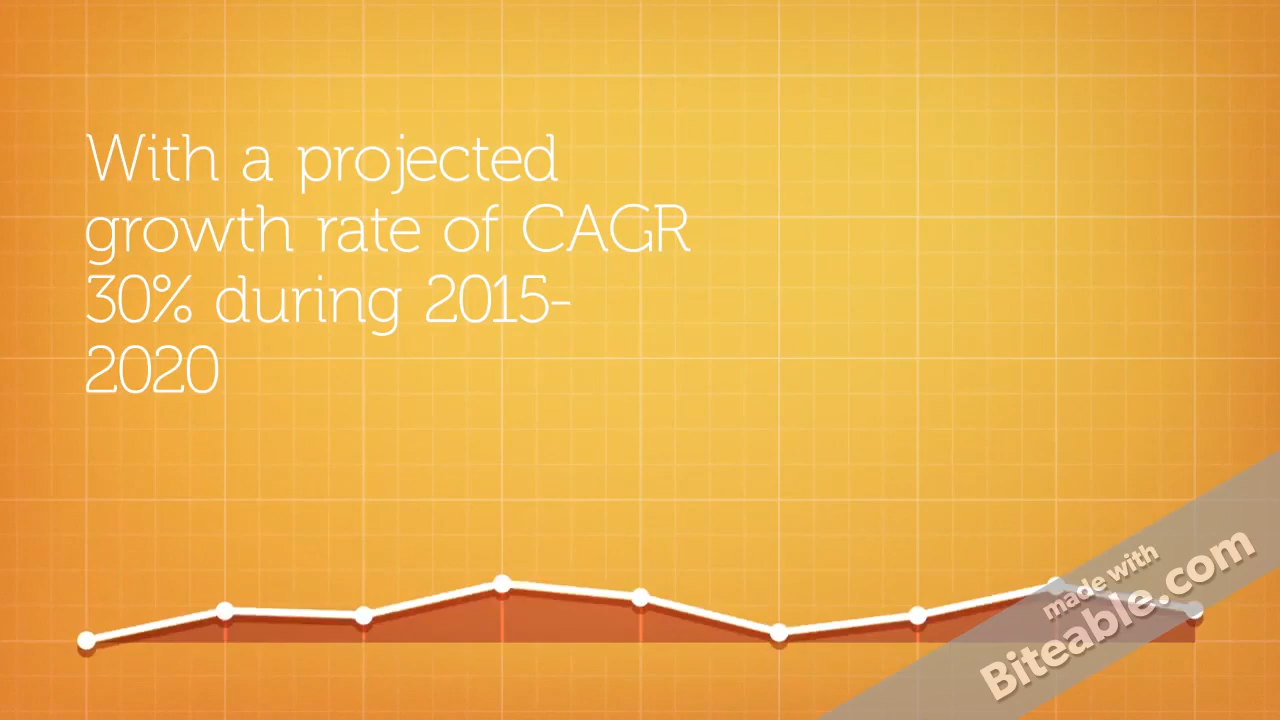 With a projected
growth rate of CAGR
30% during 2015-
2020
made with
Biteable.com